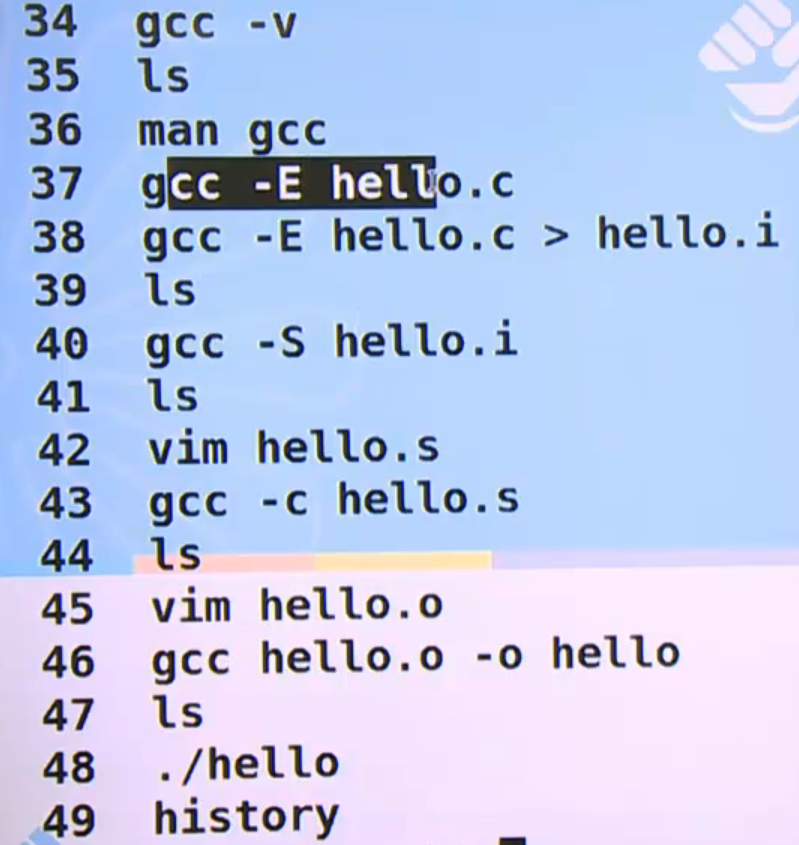 34 gcc -v
35 ls
36 man gcc
37 gcc -E hello.c
38 gcc -E hello.c > hello.i
39 ls
40 gcc -S hello.i
41 ls
42 vim hello.s
43 gcc -c hello.s
44 ls
45 vim hello.o
46 gcc hello.o -o hello
47 ls
48 ./hello
49 history